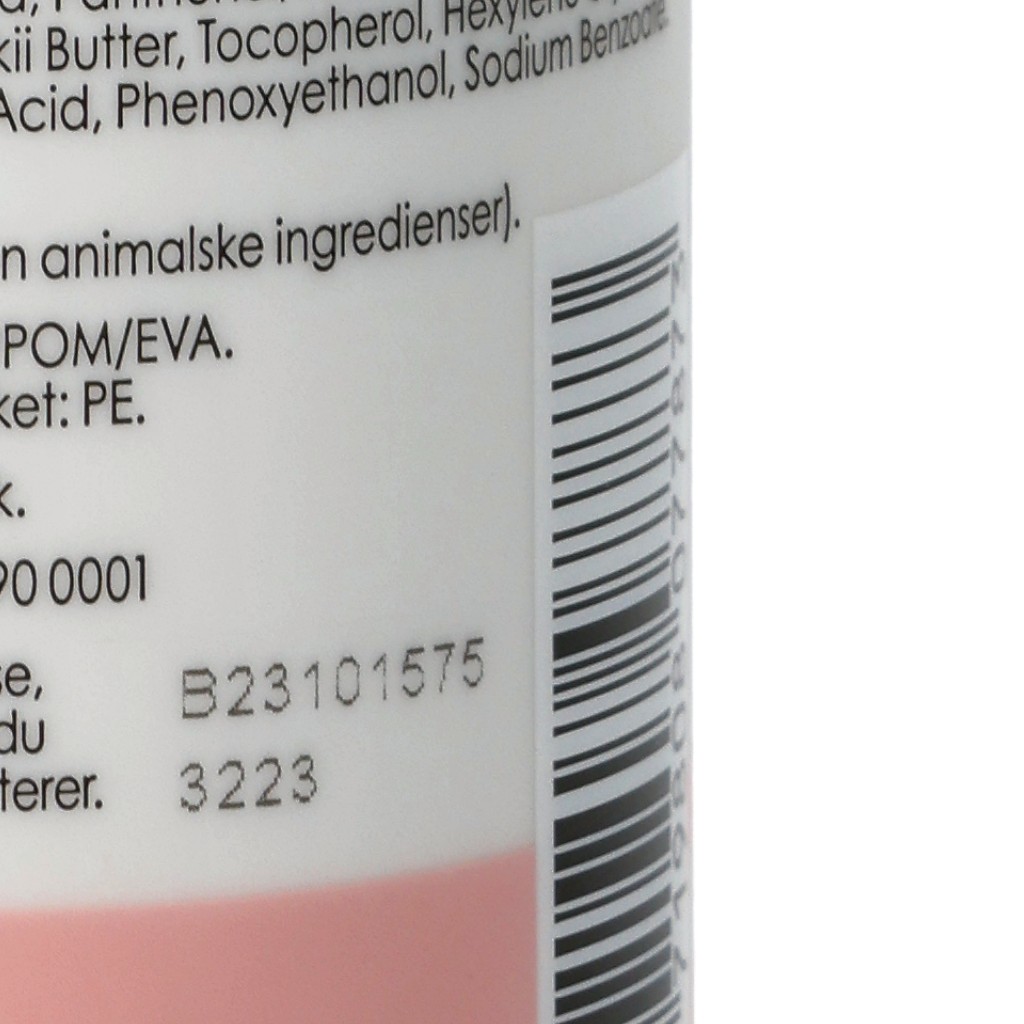 kii Butter, Tocopherol,
Acid, Phenoxyethanol, Sodium Benzoate.
n animalske ingredienser).
POM/EVA.
ket: PE.
k.
90 0001
se,
du
terer.
B23101575
3223